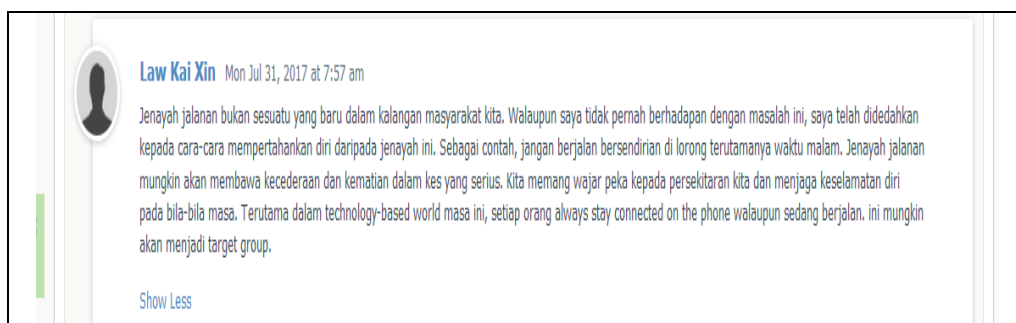 Law Kai Xin Mon Jul 31, 2017 at 7:57 am
Jenayah jalanan bukan sesuatu yang baru dalam kalangan masyarakat kita. Walaupun saya tidak pernah berhadapan dengan masalah ini, saya telah didedahkan
kepada cara-cara mempertahankan diri daripada jenayah ini. Sebagai contah, jangan berjalan bersendirian di lorong terutamanya waktu malam. Jenayah jalanan
mungkin akan membawa kecederaan dan kematian dalam kes yang serius. Kita memang wajar peka kepada persekitaran kita dan menjaga keselamatan diri
pada bila-bila masa. Terutama dalam technology-based world masa ini, setiap orang always stay connected on the phone walaupun sedang berjalan. ini mungkin
akan menjadi target group.
Show Less